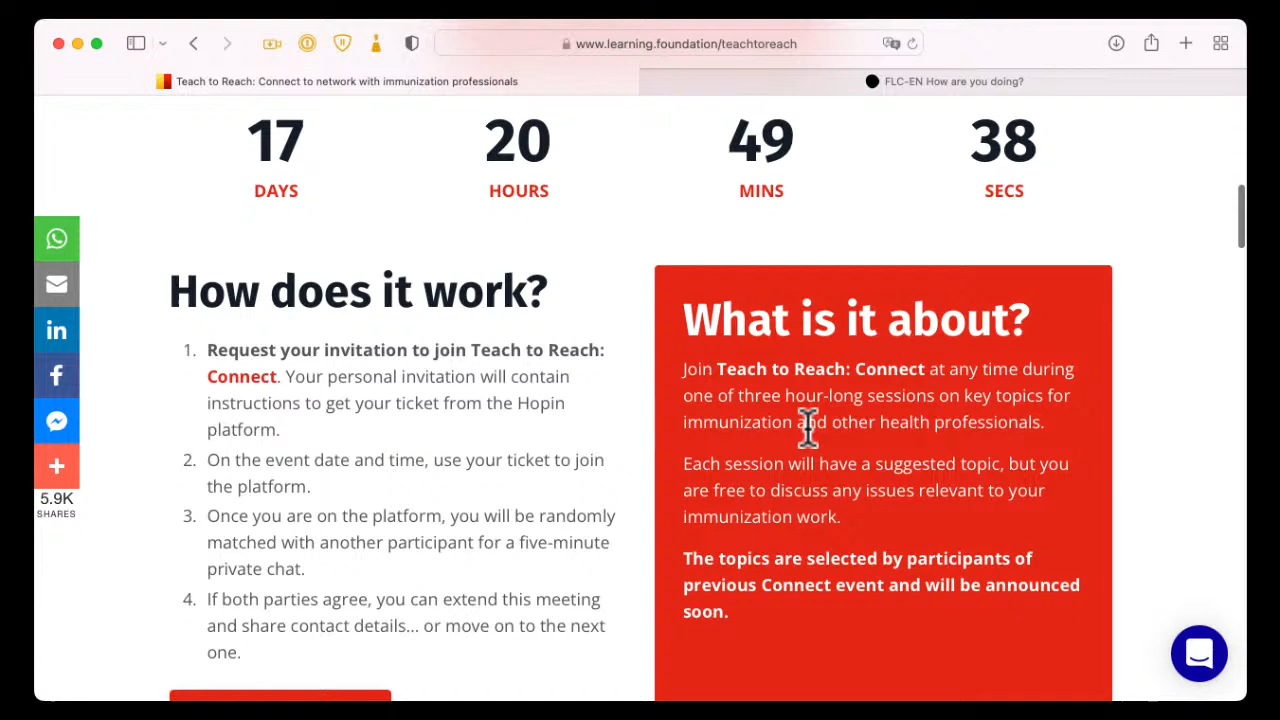 www.learning.foundation/teachtoreach
Teach to Reach: Connect to network with immunization professionals
FLC-EN How are you doing?
17 20 49 38
DAYS HOURS MINS SECS
5.9K
SHARES
How does it work?
1. Request your invitation to join Teach to Reach:
Connect. Your personal invitation will contain
instructions to get your ticket from the Hopin
platform.
2. On the event date and time, use your ticket to join
the platform.
3. Once you are on the platform, you will be randomly
matched with another participant for a five-minute
private chat.
4. If both parties agree, you can extend this meeting
and share contact details... or move on to the next
one.
What is it about?
Join Teach to Reach: Connect at any time during
one of three hour-long sessions on key topics for
immunization and other health professionals.
Each session will have a suggested topic, but you
are free to discuss any issues relevant to your
immunization work.
The topics are selected by participants of
previous Connect event and will be announced
soon.